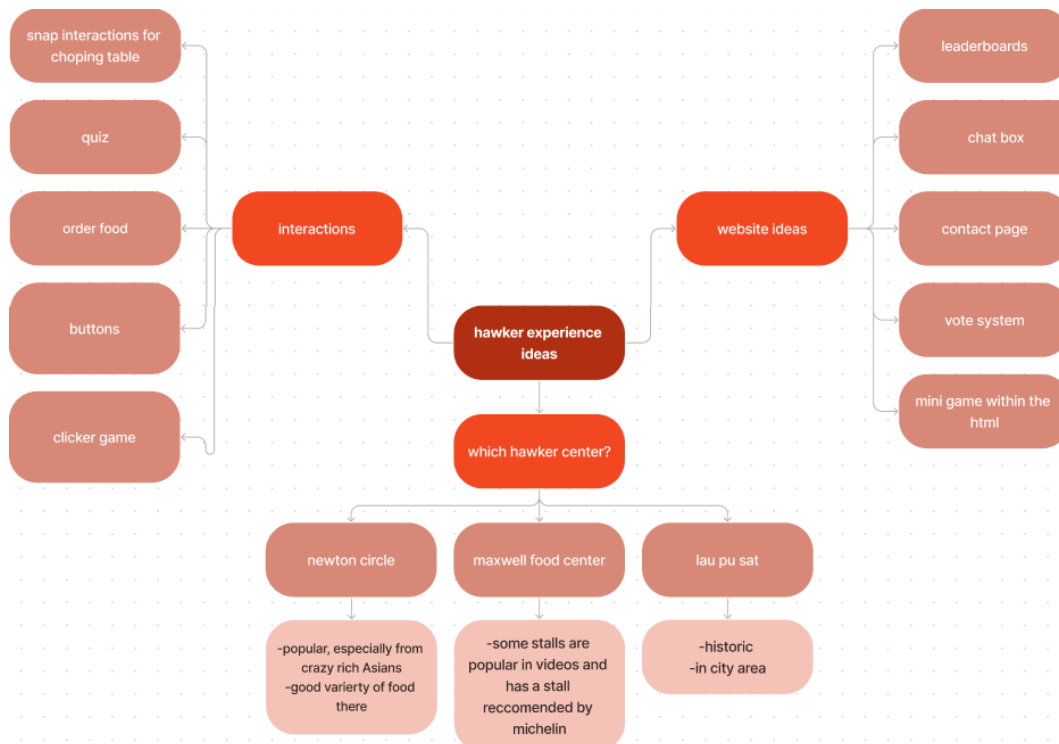 hawker experience
ideas
interactions
snap interactions for
choping table
quiz
order food
buttons
clicker game
website ideas
leaderboards
chat box
contact page
vote system
mini game within the
html
which hawker center?
newton circle
-popular, especially from
crazy rich Asians
-good varierty of food
there
maxwell food center
-some stalls are
popular in videos and
has a stall
reccomended by
michelin
lau pu sat
-historic
-in city area